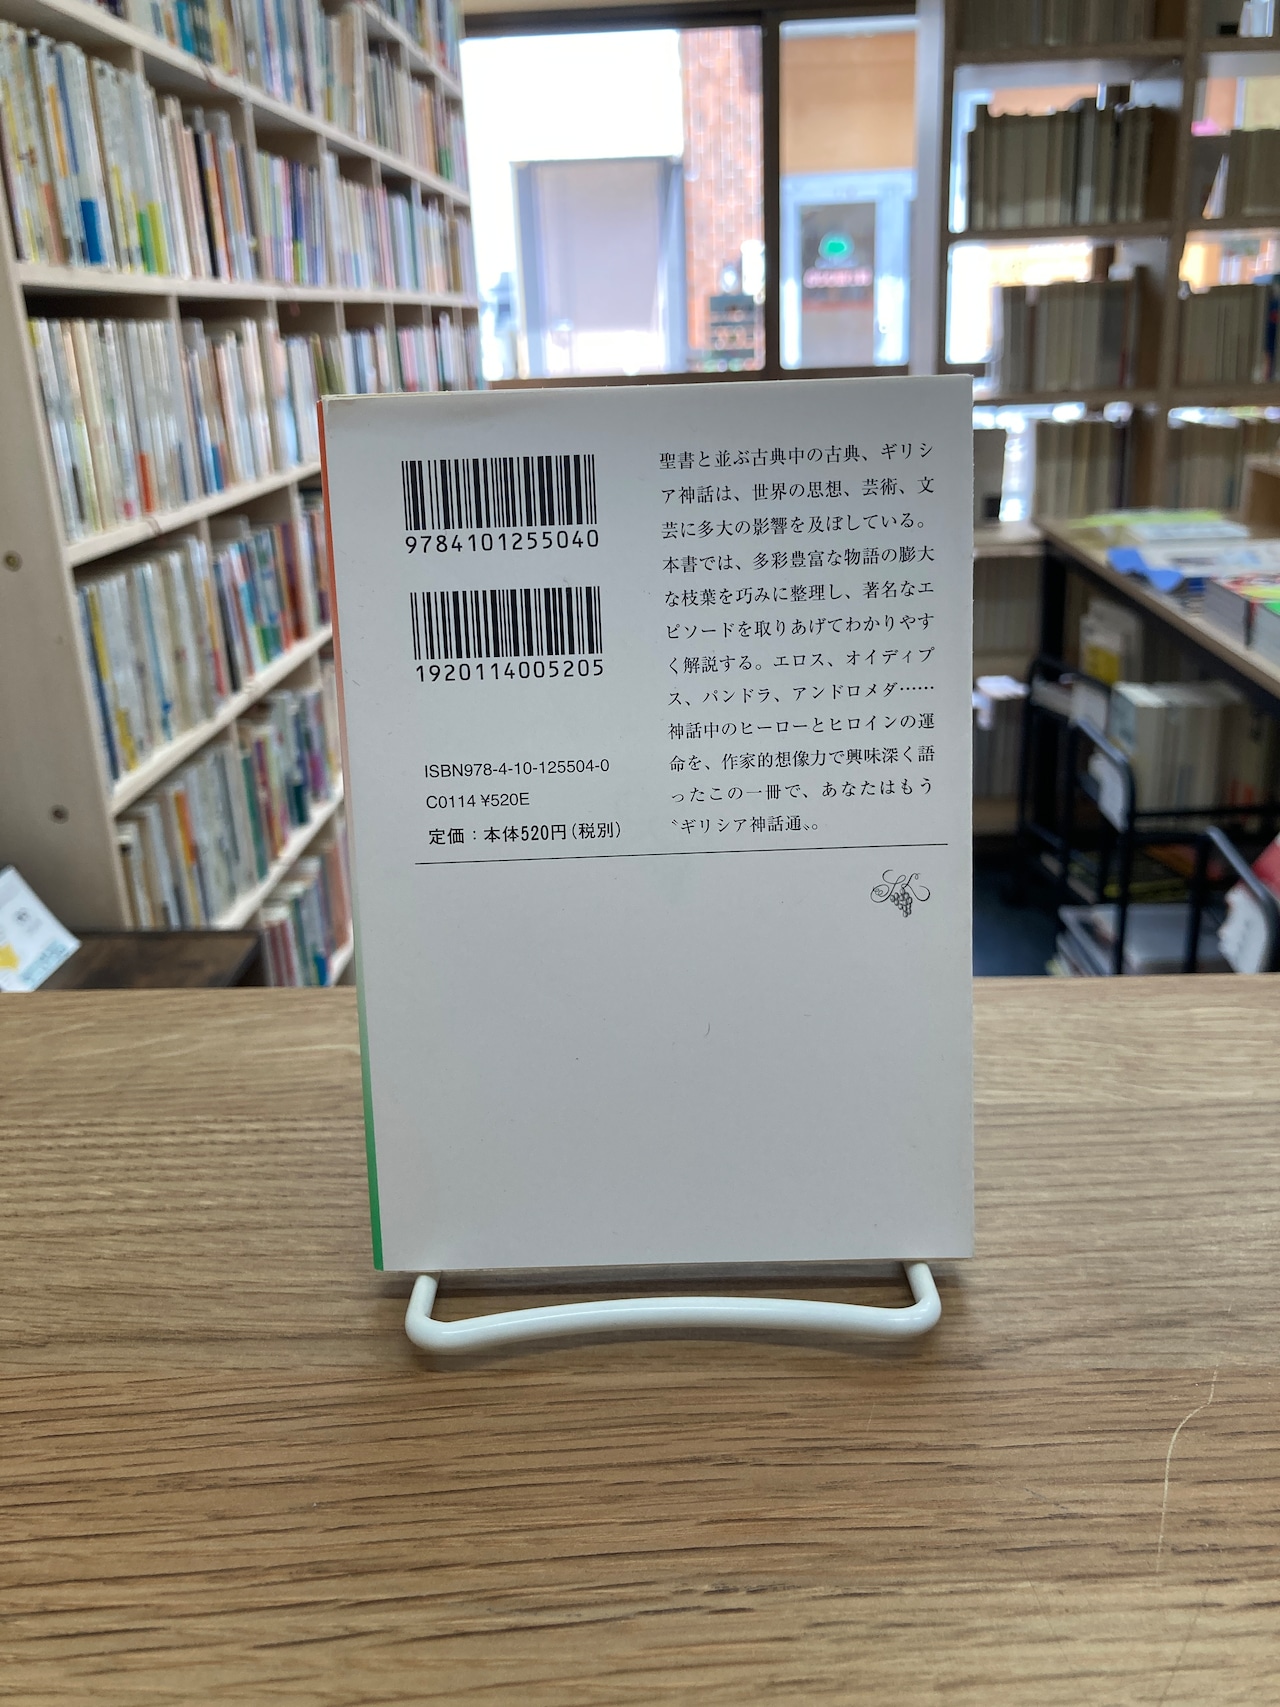 9784101255040
1920114005205
ISBN978-4-10-125504-0
C0114 ¥520E
定価：本体520円（税別）
聖書と並ぶ古典中の古典、ギリシ
ア神話は、世界の思想、芸術、文
芸に多大の影響を及ぼしている。
本書では、多彩豊富な物語の膨大
な枝葉を巧みに整理し、著名なエ
ピソードを取りあげてわかりやす
く解説する。エロス、オイディプ
ス、パンドラ、アンドロメダ……
神話中のヒーローとヒロインの運
命を、作家的想像力で興味深く語
ったこの一冊で、あなたはもう
〝ギリシア神話通〟。